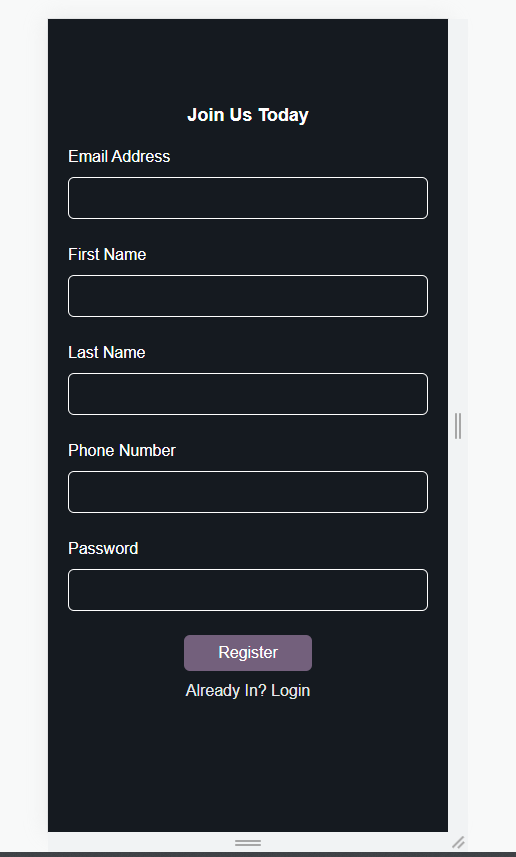 Join Us Today
Email Address
First Name
Last Name
Phone Number
Password
Register
Already In? Login